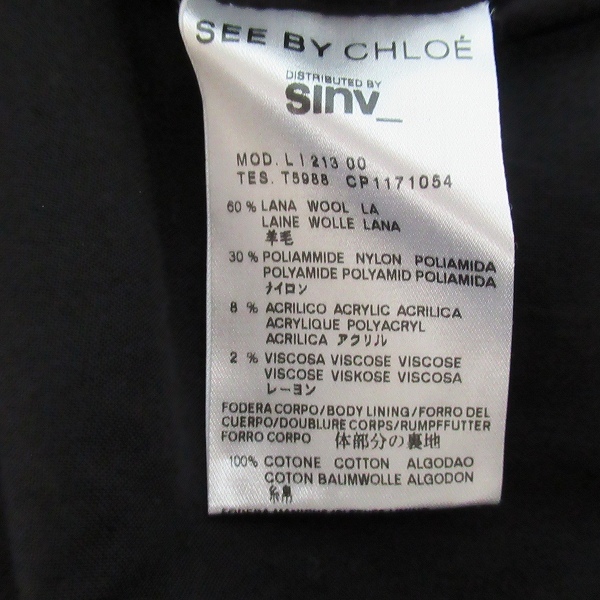 SEE BY CHLOÉ
DISTRIBUTED BY
sinv_
MOD. L I 213 00
TES. T5988 CP1171054
60 % LANA WOOL LA
LAINE WOLLE LANA
羊毛
30 % POLIAMMIDE NYLON POLIAMIDA
POLYAMIDE POLYAMID POLIAMIDA
ナイロン
8 % ACRILICO ACRYLIC ACRILICA
ACRYLIQUE POLYACRYL
ACRILICA アクリル
2 % VISCOSA VISCOSE VISCOSE
VISCOSE VISKOSE VISCOSA
レーヨン
FODERA CORPO/BODY LINING/FORRO DEL
CUERPO/DOUBLURE CORPS/RUMPFFUTTER
FORRO CORPO 体部分の裏地
100% COTONE COTTON ALGODAO
COTON BAUMWOLLE ALGODON
綿